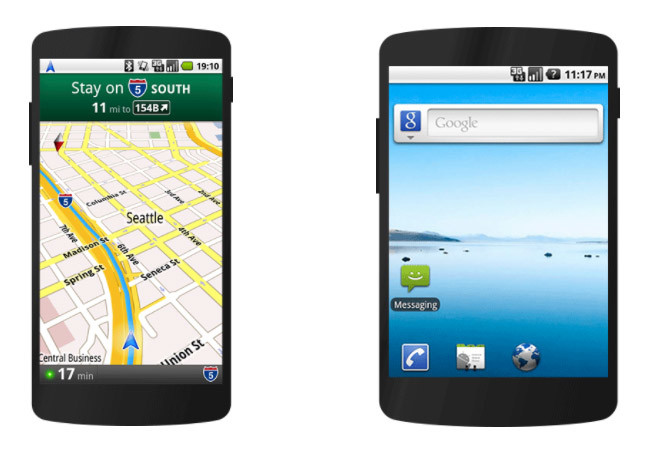 19:10
Stay on 5 SOUTH
11 mi to 154B
5
Columbia St
3rd Ave
2nd Ave
Seattle
7th Ave
4th Ave
Madison St
6th Ave
Spring St
Seneca St
Central Business
Union St
17 min
5
3G
11:17 PM
g
Google
Messaging